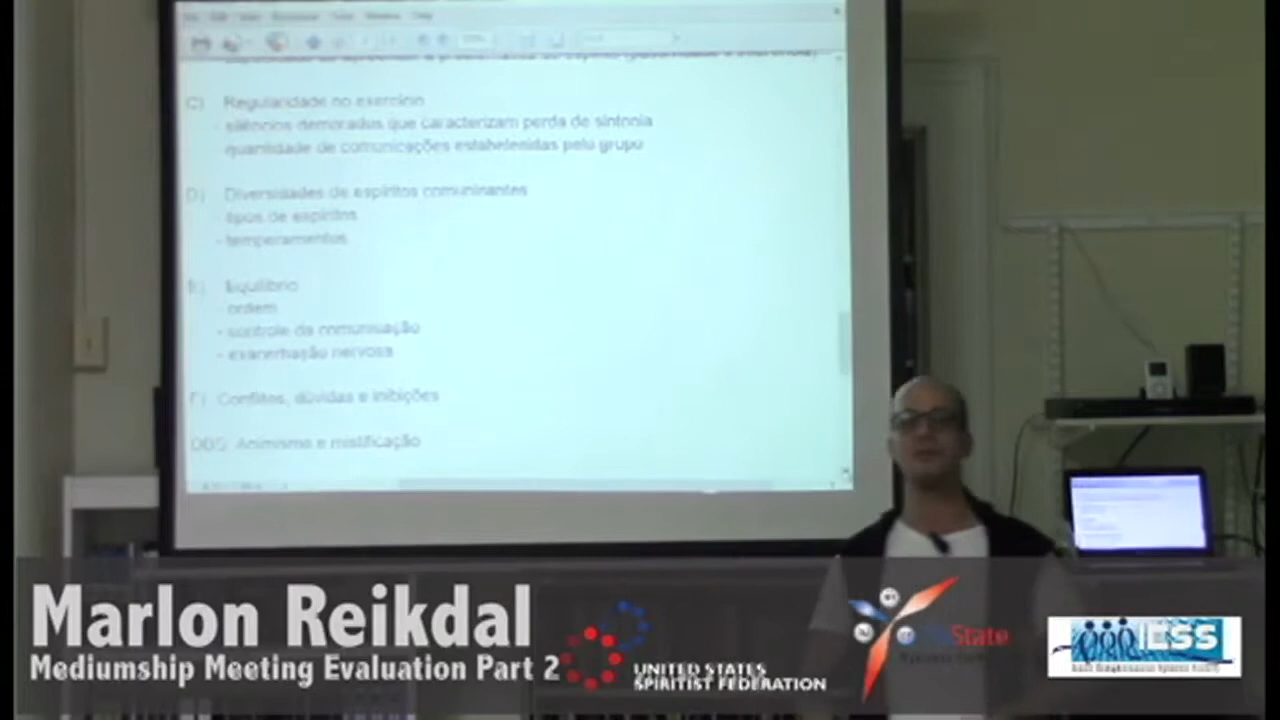 C) Regularidade no exercício
- silêncios demorados que caracterizam perda de sintonia
quantidade de comunicações estabelecidas pelo grupo
D) Diversidades de espíritos comunicantes
- tipos de espíritos
- temperamentos
E) Equilíbrio
ordem
- controle da comunicação
- exacerbação nervosa
F) Conflitos, dúvidas e inibições
OBS: Animismo e mistificação
Marlon Reikdal
Mediumship Meeting Evaluation Part 2
UNITED STATES
SPIRITIST FEDERATION
State
ESS